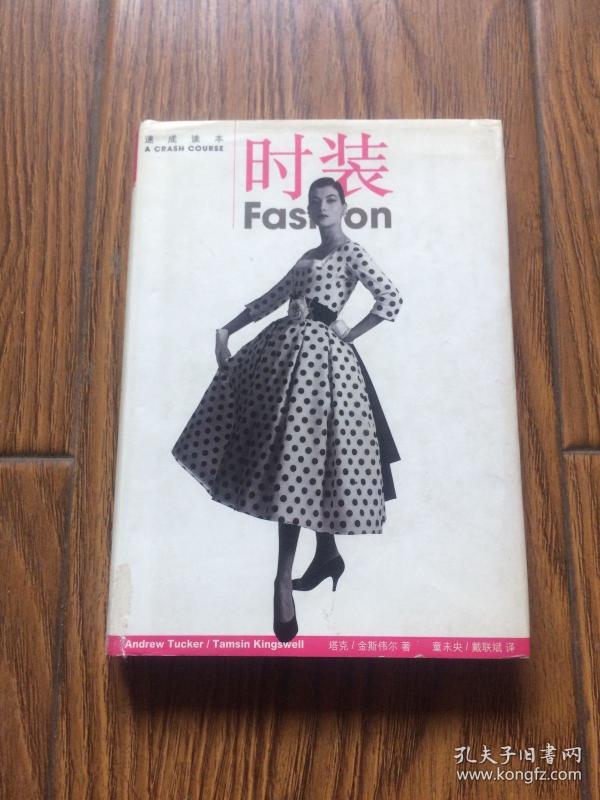 速成读本
A CRASH COURSE
时装
Fashion
Andrew Tucker / Tamsin Kingswell 塔克 / 金斯伟尔 著 童未央 / 戴联斌 译
孔夫子旧书网
www.kongfz.com